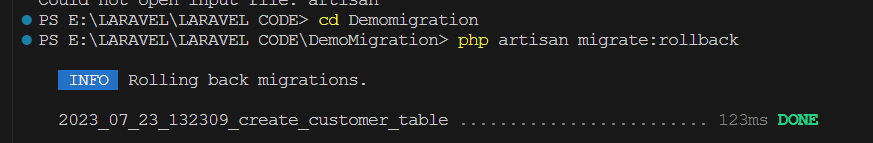 Could not open input file: artisan
PS E:\LARAVEL\LARAVEL CODE> cd Demomigration
PS E:\LARAVEL\LARAVEL CODE\DemoMigration> php artisan migrate:rollback
INFO Rolling back migrations.
2023_07_23_132309_create_customer_table ......................... 123ms DONE